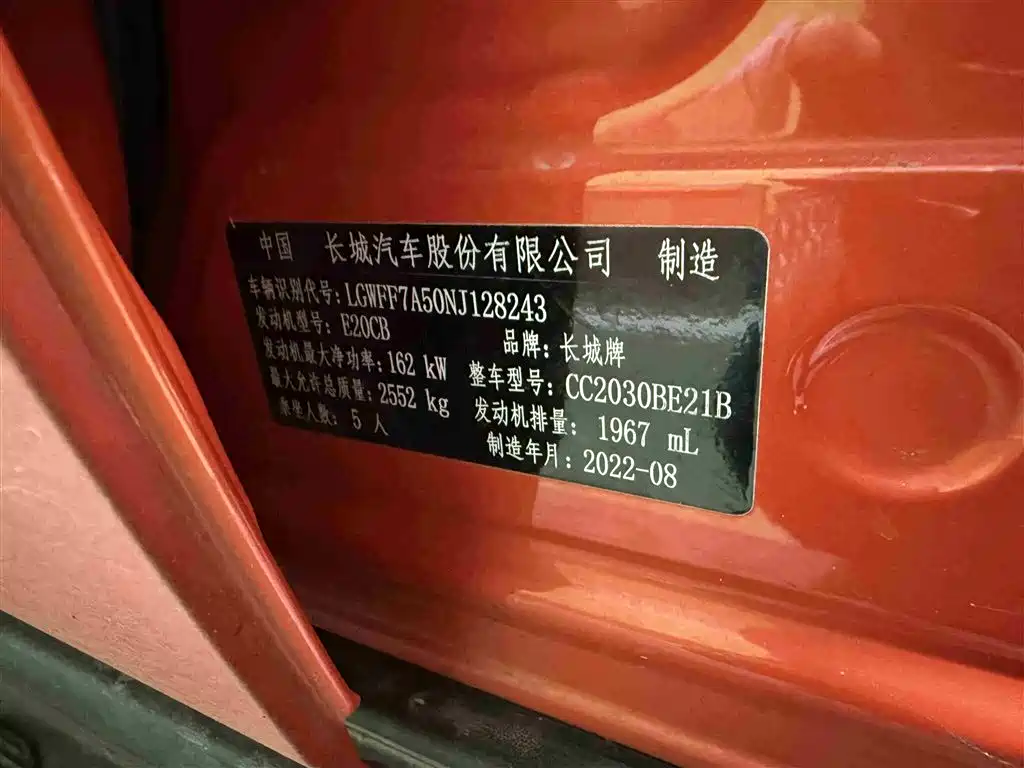 中国 长城汽车股份有限公司 制造
车辆识别代号：LGWFF7A50NJ128243
发动机型号：E20CB 品牌：长城牌
发动机最大净功率：162 kW 整车型号：CC2030BE21B
最大允许总质量：2552 kg 发动机排量：1967 mL
乘坐人数：5 人 制造年月：2022-08